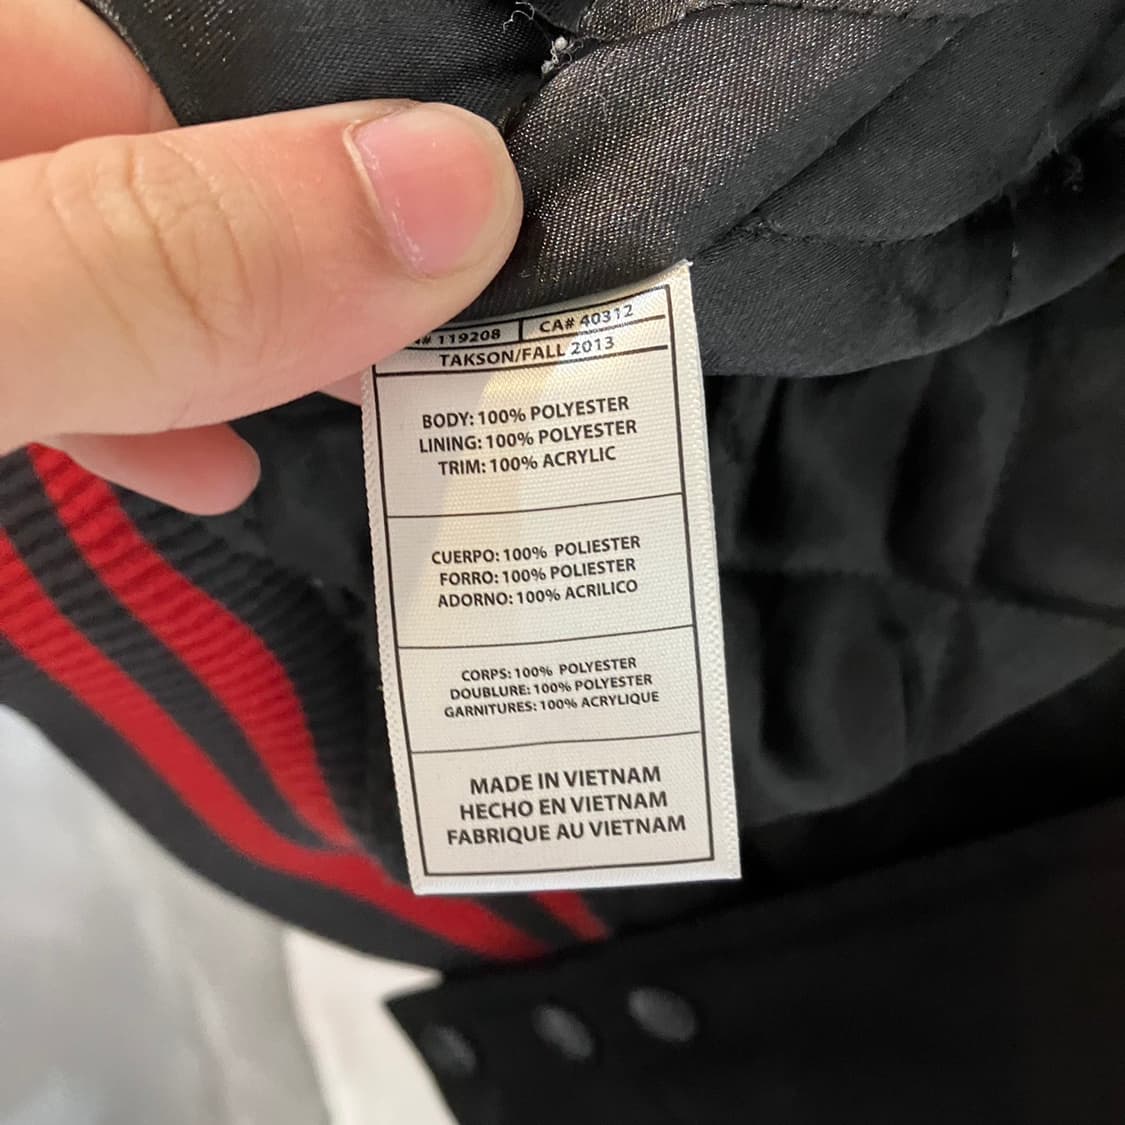 # 119208 CA# 40312
TAKSON/FALL 2013
BODY: 100% POLYESTER
LINING: 100% POLYESTER
TRIM: 100% ACRYLIC
CUERPO: 100% POLIESTER
FORRO: 100% POLIESTER
ADORNO: 100% ACRILICO
CORPS: 100% POLYESTER
DOUBLURE: 100% POLYESTER
GARNITURES: 100% ACRYLIQUE
MADE IN VIETNAM
HECHO EN VIETNAM
FABRIQUE AU VIETNAM